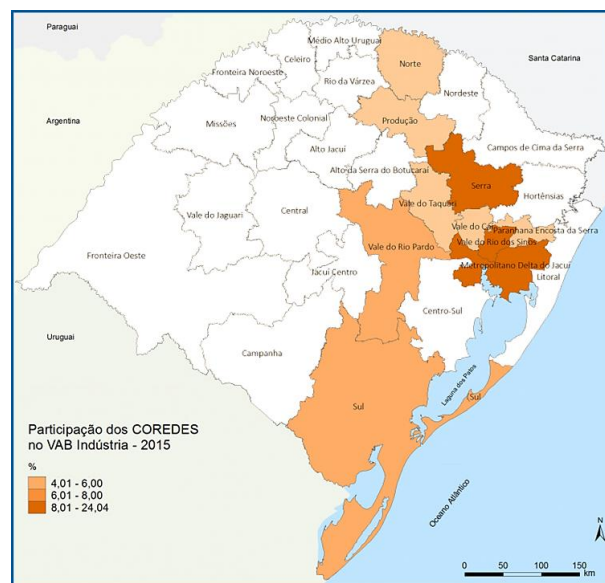 Paraguai
Santa Catarina
Argentina
Uruguai
Médio Alto Uruguai
Celeiro
Norte
Fronteira Noroeste
Rio da Várzea
Nordeste
Missões
Noroeste Colonial
Produção
Alto Jacuí
Campos de Cima da Serra
Alto da Serra do Botucaraí
Serra
Hortênsias
Vale do Jaguari
Central
Vale do Taquari
Vale do Caí
Paranhana Encosta da Serra
Vale do Rio dos Sinos
Vale do Rio Pardo
Fronteira Oeste
Metropolitano Delta do Jacuí
Jacuí Centro
Litoral
Centro-Sul
Campanha
Laguna dos Patos
Sul
(Sul
Oceano Atlântico
Participação dos COREDES
no VAB Indústria - 2015
%
4,01 - 6,00
6,01 - 8,00
8,01 - 24,04
N
0 50 100 150
km